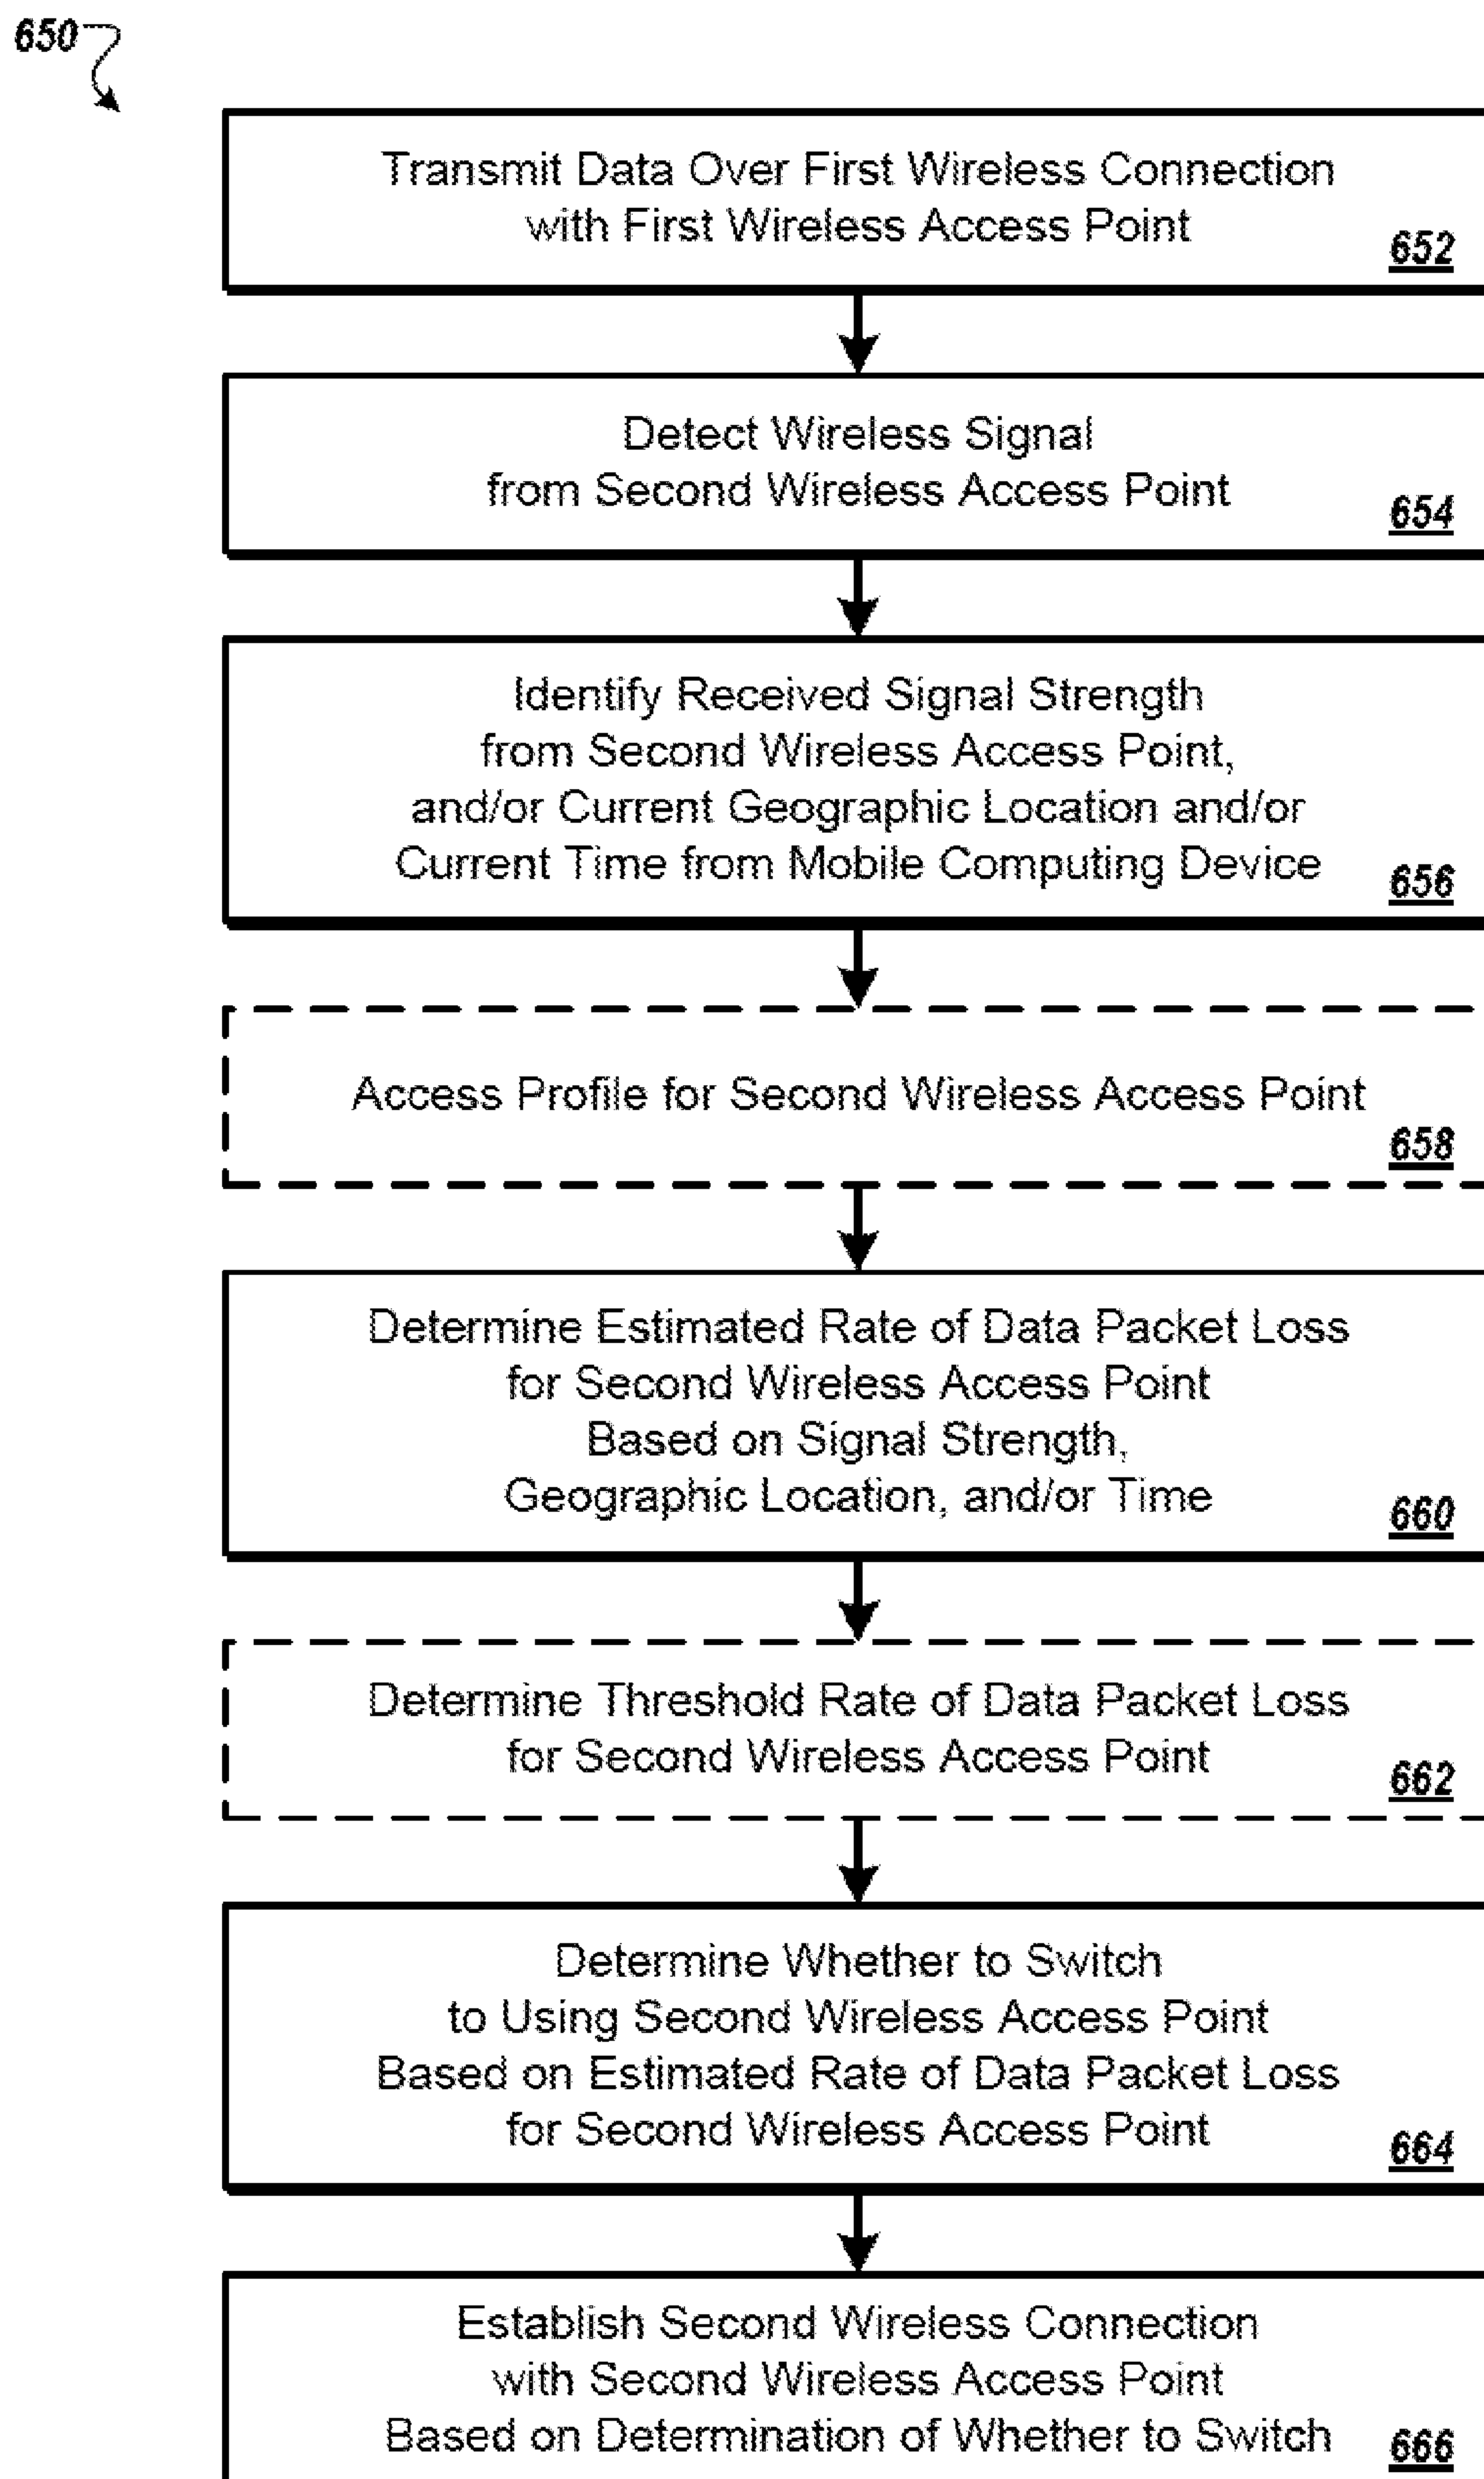 650
Transmit Data Over First Wireless Connection
with First Wireless Access Point
652
Detect Wireless Signal
from Second Wireless Access Point
654
Identify Received Signal Strength
from Second Wireless Access Point,
and/or Current Geographic Location and/or
Current Time from Mobile Computing Device
656
Access Profile for Second Wireless Access Point
658
Determine Estimated Rate of Data Packet Loss
for Second Wireless Access Point
Based on Signal Strength,
Geographic Location, and/or Time
660
Determine Threshold Rate of Data Packet Loss
for Second Wireless Access Point
662
Determine Whether to Switch
to Using Second Wireless Access Point
Based on Estimated Rate of Data Packet Loss
for Second Wireless Access Point
664
Establish Second Wireless Connection
with Second Wireless Access Point
Based on Determination of Whether to Switch
666